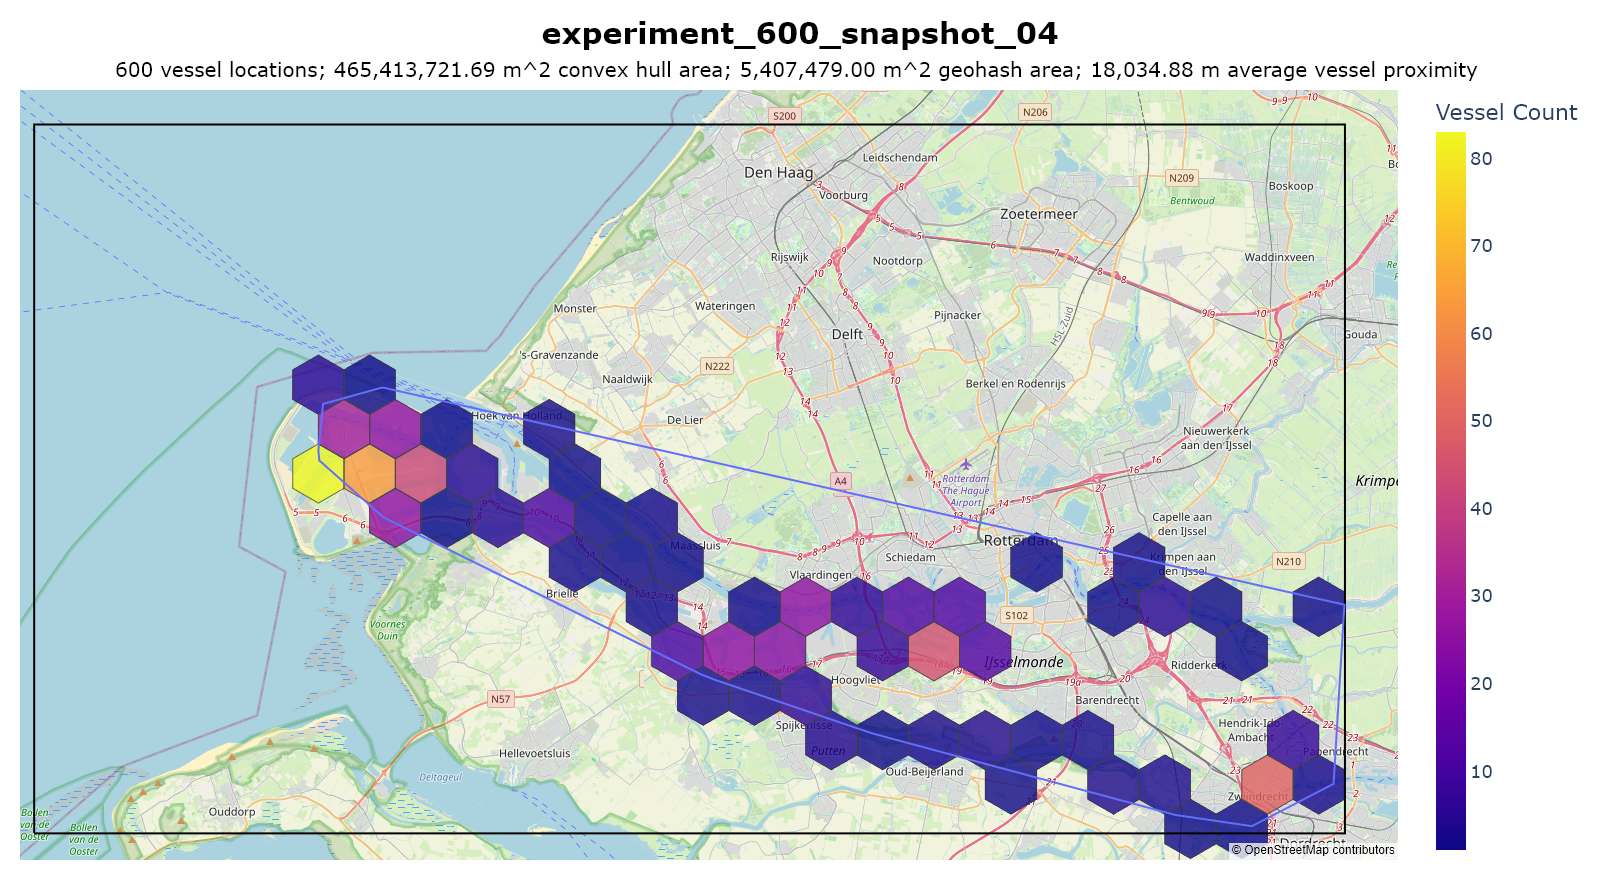 experiment_600_snapshot_04
600 vessel locations; 465,413,721.69 m^2 convex hull area; 5,407,479.00 m^2 geohash area; 18,034.88 m average vessel proximity
Vessel Count
80
70
60
50
40
30
20
10
S200
N206
Den Haag
Leidschendam
Voorburg
N209
Boskoop
Bentwoud
Zoetermeer
Rijswijk
Nootdorp
Waddinxveen
Monster
Wateringen
Pijnacker
HSL-Zuid
Delft
Gouda
's-Gravenzande
N222
Naaldwijk
Berkel en Rodenrijs
Hoek van Holland
De Lier
Nieuwerkerk
aan den IJssel
A4
Rotterdam
The Hague
Airport
Krimpe
Capelle aan
den IJssel
Rotterdam
Maassluis
Schiedam
Krimpen aan
den IJssel
N210
Vlaardingen
Brielle
S102
Voornes
Duin
IJsselmonde
Ridderkerk
Hoogvliet
N57
Barendrecht
Spijkenisse
Hendrik-Ido-
Ambacht
Papendrecht
Hellevoetsluis
Putten
Oud-Beijerland
Deltageul
Zwijndrecht
Ouddorp
Bollen
van de
Ooster
Bollen
van de
Ooster
Dordrecht
© OpenStreetMap contributors